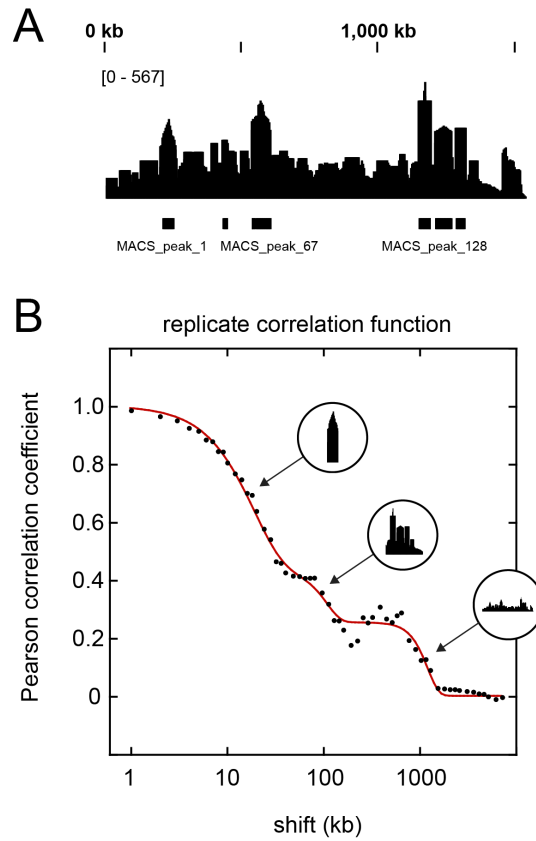 A
0 kb 1,000 kb
[0 - 567]
MACS_peak_1 MACS_peak_67 MACS_peak_128
B
replicate correlation function
Pearson correlation coefficient
1.0
0.8
0.6
0.4
0.2
0
1 10 100 1000
shift (kb)